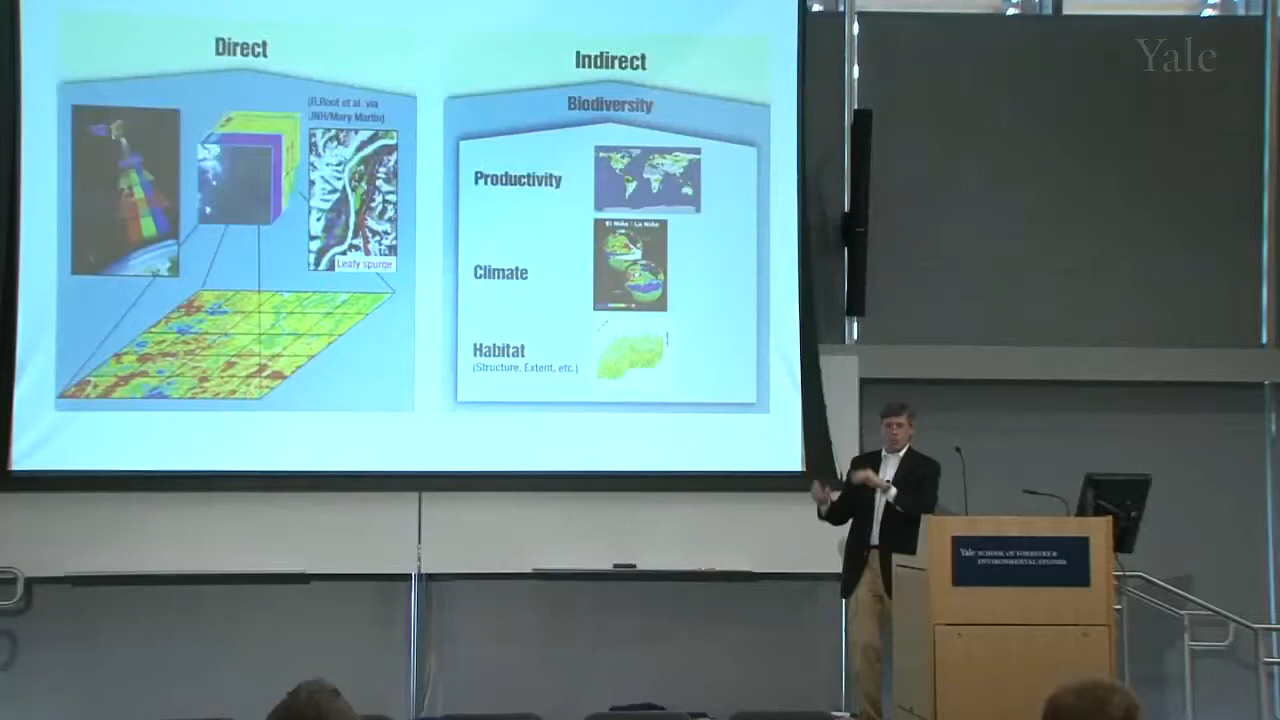 Yale
Direct
(R.Root et al. via
JNH/Mary Martin)
Leafy spurge
Indirect
Biodiversity
Productivity
El Niño / La Niña
Climate
Habitat
(Structure, Extent, etc.)
Yale SCHOOL OF FORESTRY &
ENVIRONMENTAL STUDIES